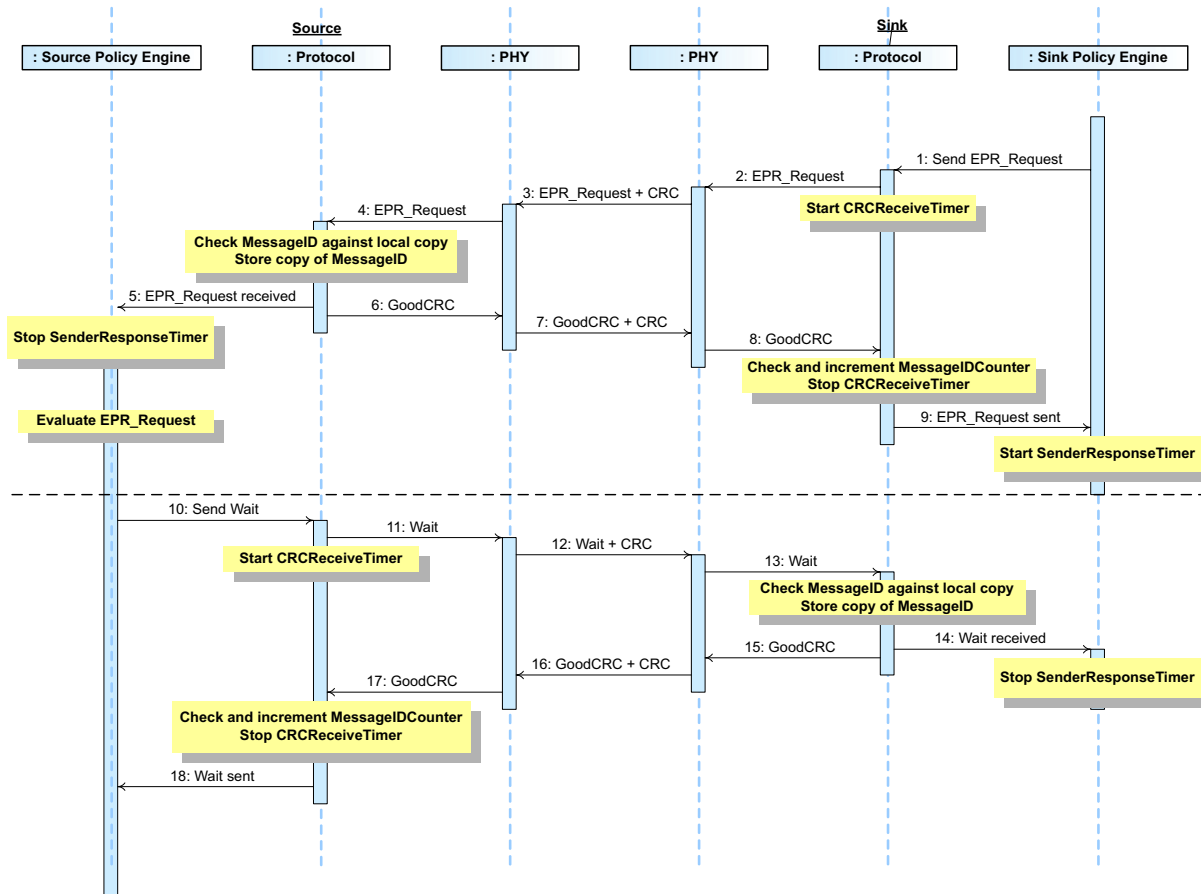 Source
Sink
: Source Policy Engine
: Protocol
: PHY
: PHY
: Protocol
: Sink Policy Engine
1: Send EPR_Request
2: EPR_Request
3: EPR_Request + CRC
Start CRCReceiveTimer
4: EPR_Request
Check MessageID against local copy
Store copy of MessageID
5: EPR_Request received
6: GoodCRC
7: GoodCRC + CRC
Stop SenderResponseTimer
8: GoodCRC
Check and increment MessageIDCounter
Stop CRCReceiveTimer
Evaluate EPR_Request
9: EPR_Request sent
Start SenderResponseTimer
10: Send Wait
11: Wait
12: Wait + CRC
Start CRCReceiveTimer
13: Wait
Check MessageID against local copy
Store copy of MessageID
14: Wait received
15: GoodCRC
16: GoodCRC + CRC
Stop SenderResponseTimer
17: GoodCRC
Check and increment MessageIDCounter
Stop CRCReceiveTimer
18: Wait sent